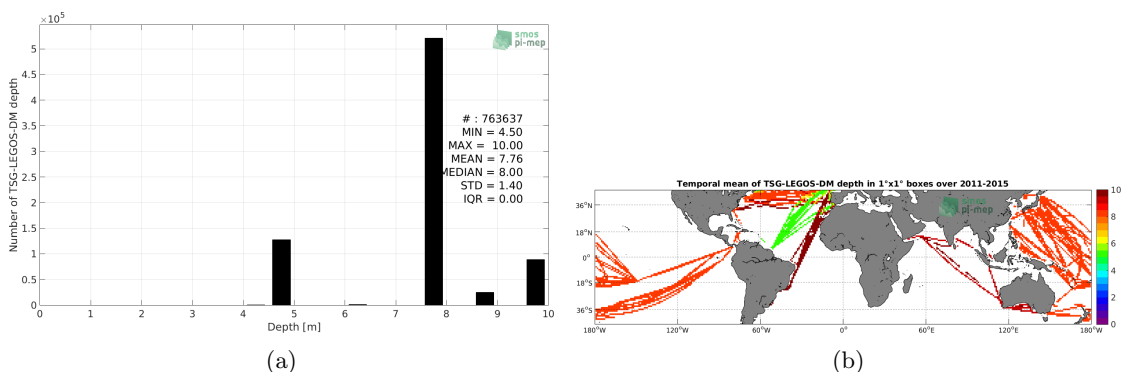 ×10⁵
5
4.5
4
3.5
3
2.5
2
1.5
1
0.5
0
Number of TSG-LEGOS-DM depth
smos
pi-mep
# : 763637
MIN = 4.50
MAX = 10.00
MEAN = 7.76
MEDIAN = 8.00
STD = 1.40
IQR = 0.00
0 1 2 3 4 5 6 7 8 9 10
Depth [m]
(a)
Temporal mean of TSG-LEGOS-DM depth in 1°x1° boxes over 2011-2015
smos
pi-mep
36°N
18°N
0°
18°S
36°S
180°W 120°W 60°W 0° 60°E 120°E 180°W
10
8
6
4
2
0
(b)